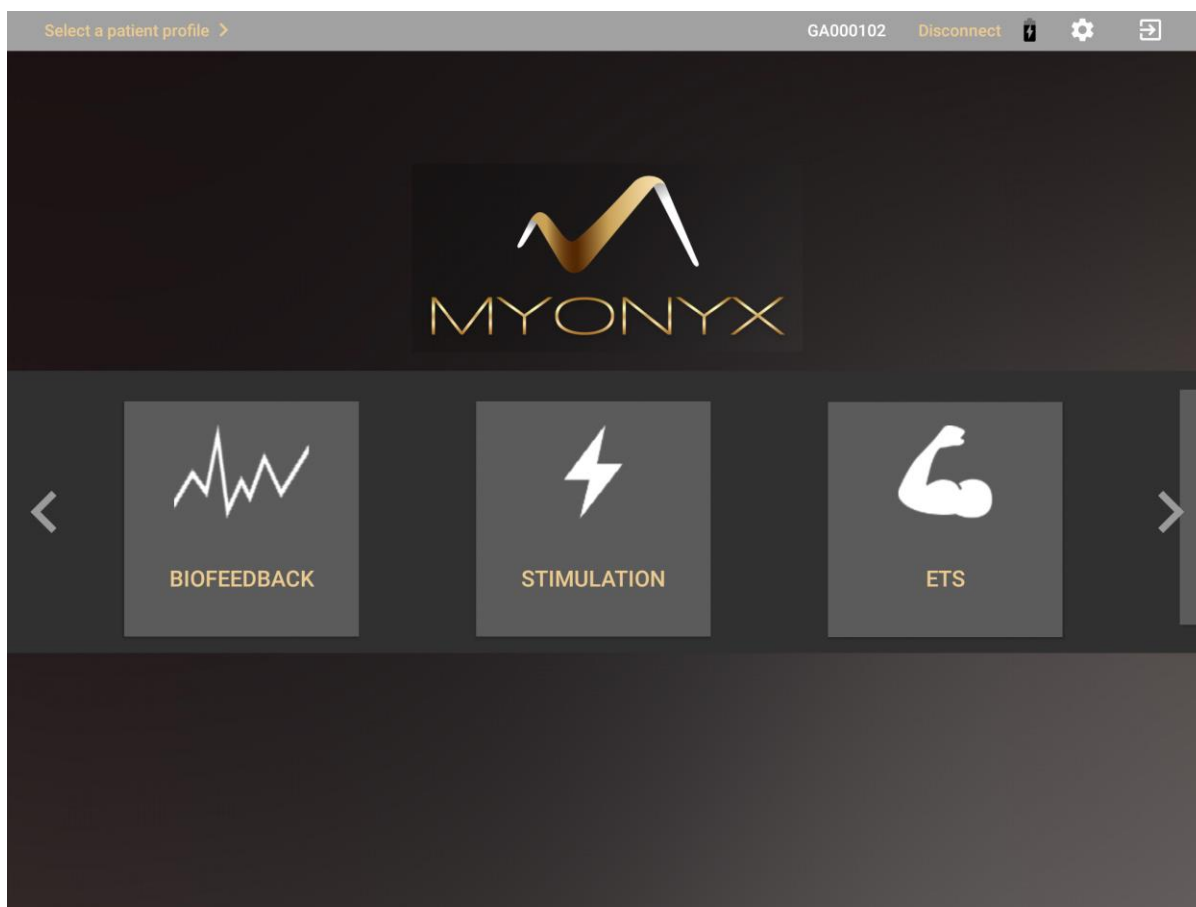 Select a patient profile
GA000102
Disconnect
MYONYX
BIOFEEDBACK
STIMULATION
ETS